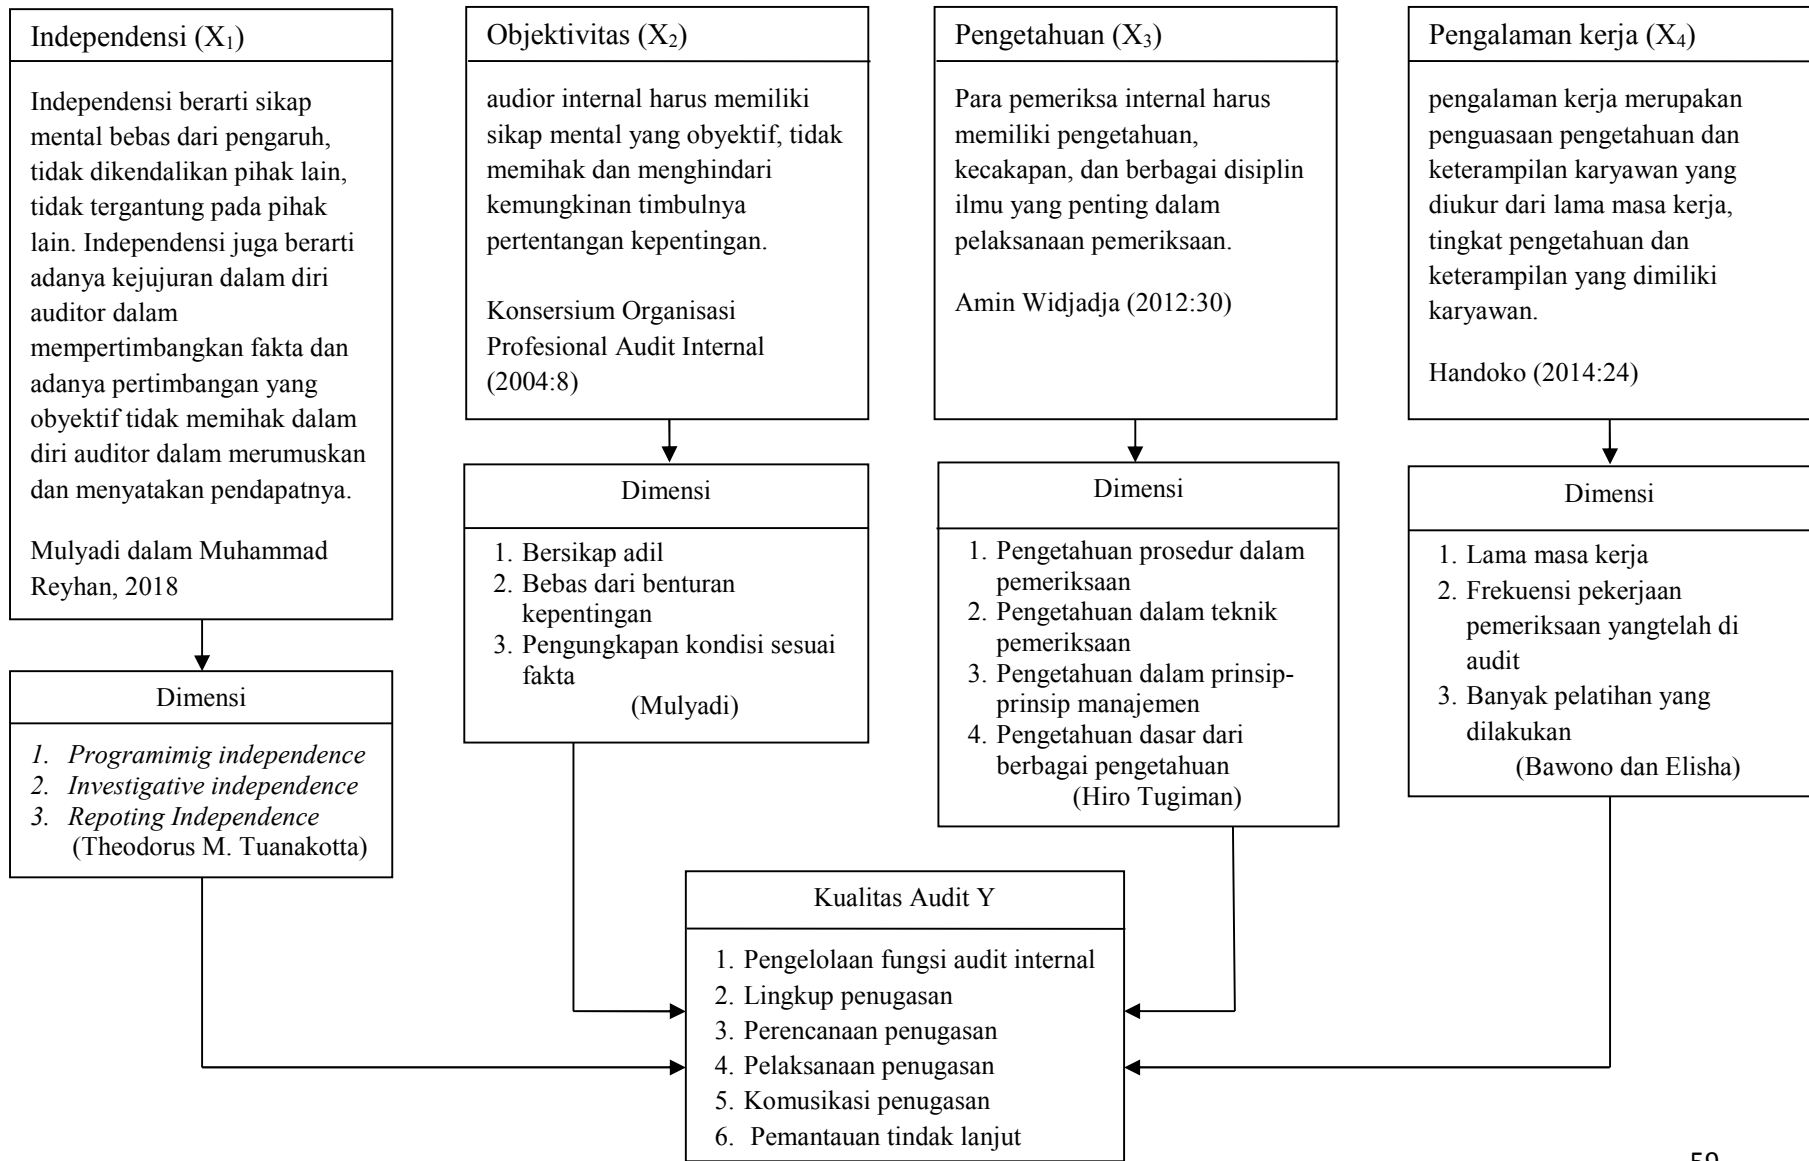 Independensi (X₁)
Independensi berarti sikap
mental bebas dari pengaruh,
tidak dikendalikan pihak lain,
tidak tergantung pada pihak
lain. Independensi juga berarti
adanya kejujuran dalam diri
auditor dalam
mempertimbangkan fakta dan
adanya pertimbangan yang
obyektif tidak memihak dalam
diri auditor dalam merumuskan
dan menyatakan pendapatnya.
Mulyadi dalam Muhammad
Reyhan, 2018
Dimensi
1. Programimig independence
2. Investigative independence
3. Repoting Independence
(Theodorus M. Tuanakotta)
Objektivitas (X₂)
audior internal harus memiliki
sikap mental yang obyektif, tidak
memihak dan menghindari
kemungkinan timbulnya
pertentangan kepentingan.
Konsersium Organisasi
Profesional Audit Internal
(2004:8)
Dimensi
1. Bersikap adil
2. Bebas dari benturan
kepentingan
3. Pengungkapan kondisi sesuai
fakta
(Mulyadi)
Pengetahuan (X₃)
Para pemeriksa internal harus
memiliki pengetahuan,
kecakapan, dan berbagai disiplin
ilmu yang penting dalam
pelaksanaan pemeriksaan.
Amin Widjadja (2012:30)
Dimensi
1. Pengetahuan prosedur dalam
pemeriksaan
2. Pengetahuan dalam teknik
pemeriksaan
3. Pengetahuan dalam prinsip-
prinsip manajemen
4. Pengetahuan dasar dari
berbagai pengetahuan
(Hiro Tugiman)
Pengalaman kerja (X₄)
pengalaman kerja merupakan
penguasaan pengetahuan dan
keterampilan karyawan yang
diukur dari lama masa kerja,
tingkat pengetahuan dan
keterampilan yang dimiliki
karyawan.
Handoko (2014:24)
Dimensi
1. Lama masa kerja
2. Frekuensi pekerjaan
pemeriksaan yangtelah di
audit
3. Banyak pelatihan yang
dilakukan
(Bawono dan Elisha)
Kualitas Audit Y
1. Pengelolaan fungsi audit internal
2. Lingkup penugasan
3. Perencanaan penugasan
4. Pelaksanaan penugasan
5. Komusikasi penugasan
6. Pemantauan tindak lanjut